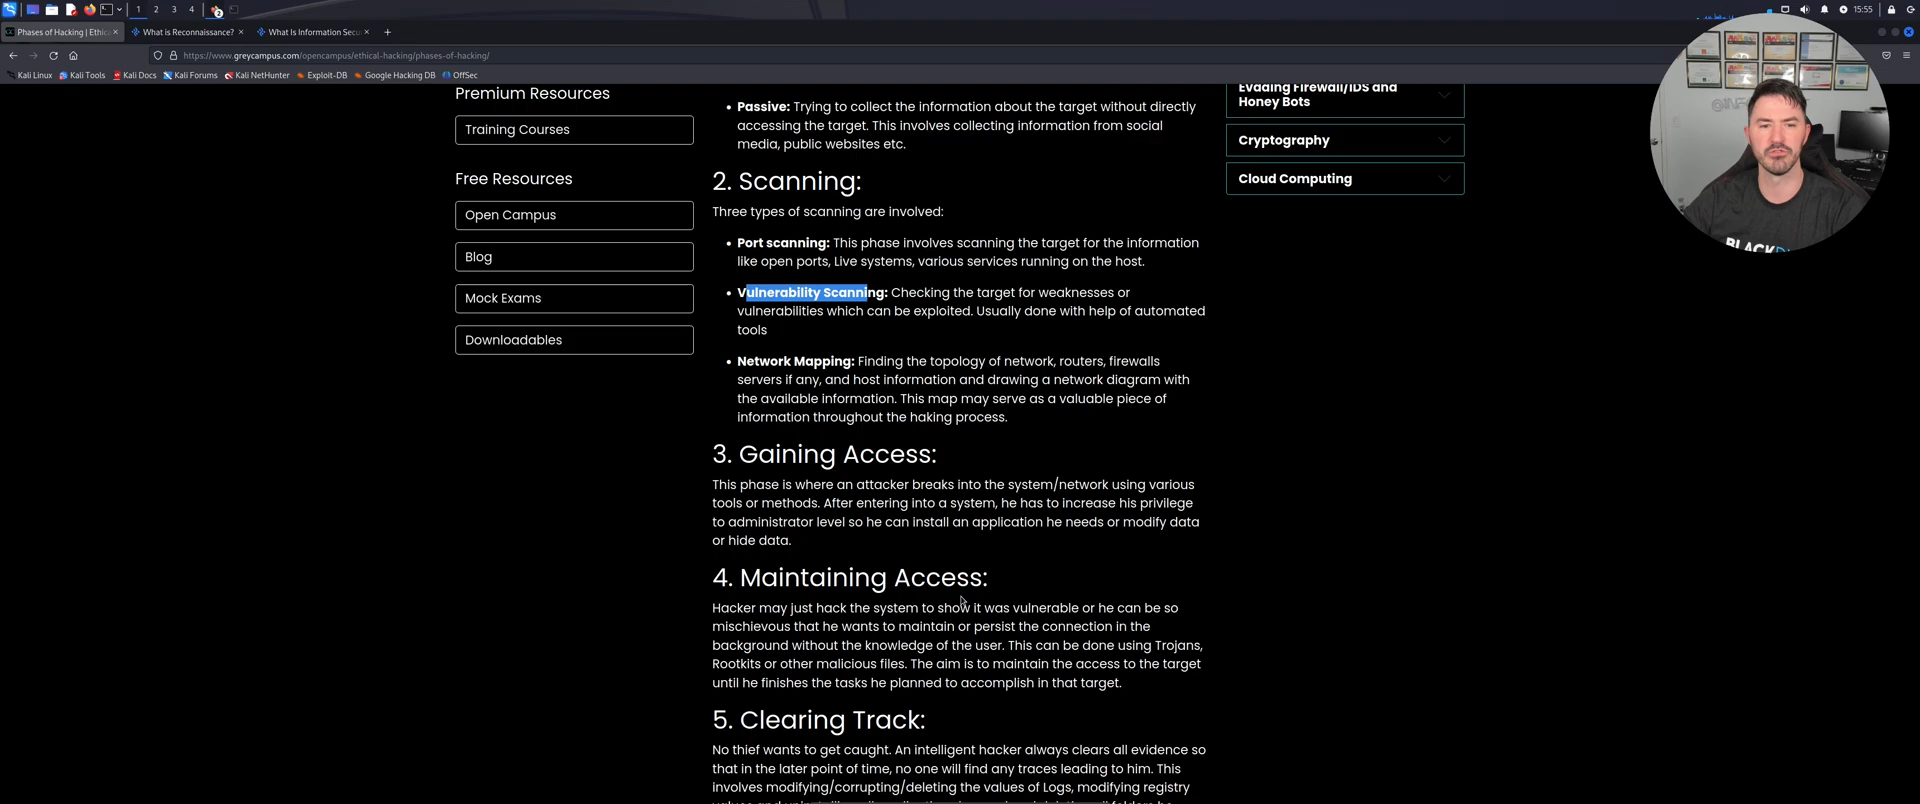 1
2
3
4
2
15:55
Phases of Hacking | Ethic
What is Reconnaissance?
What Is Information Secu
https://www.greycampus.com/opencampus/ethical-hacking/phases-of-hacking/
Kali Linux
Kali Tools
Kali Docs
Kali Forums
Kali NetHunter
Exploit-DB
Google Hacking DB
OffSec
Premium Resources
Training Courses
Free Resources
Open Campus
Blog
Mock Exams
Downloadables
• Passive: Trying to collect the information about the target without directly
accessing the target. This involves collecting information from social
media, public websites etc.
2. Scanning:
Three types of scanning are involved:
• Port scanning: This phase involves scanning the target for the information
like open ports, Live systems, various services running on the host.
• Vulnerability Scanning: Checking the target for weaknesses or
vulnerabilities which can be exploited. Usually done with help of automated
tools
• Network Mapping: Finding the topology of network, routers, firewalls
servers if any, and host information and drawing a network diagram with
the available information. This map may serve as a valuable piece of
information throughout the haking process.
3. Gaining Access:
This phase is where an attacker breaks into the system/network using various
tools or methods. After entering into a system, he has to increase his privilege
to administrator level so he can install an application he needs or modify data
or hide data.
4. Maintaining Access:
Hacker may just hack the system to show it was vulnerable or he can be so
mischievous that he wants to maintain or persist the connection in the
background without the knowledge of the user. This can be done using Trojans,
Rootkits or other malicious files. The aim is to maintain the access to the target
until he finishes the tasks he planned to accomplish in that target.
5. Clearing Track:
No thief wants to get caught. An intelligent hacker always clears all evidence so
that in the later point of time, no one will find any traces leading to him. This
involves modifying/corrupting/deleting the values of Logs, modifying registry
Evading Firewall/IDS and
Honey Bots
Cryptography
Cloud Computing
BLACKD